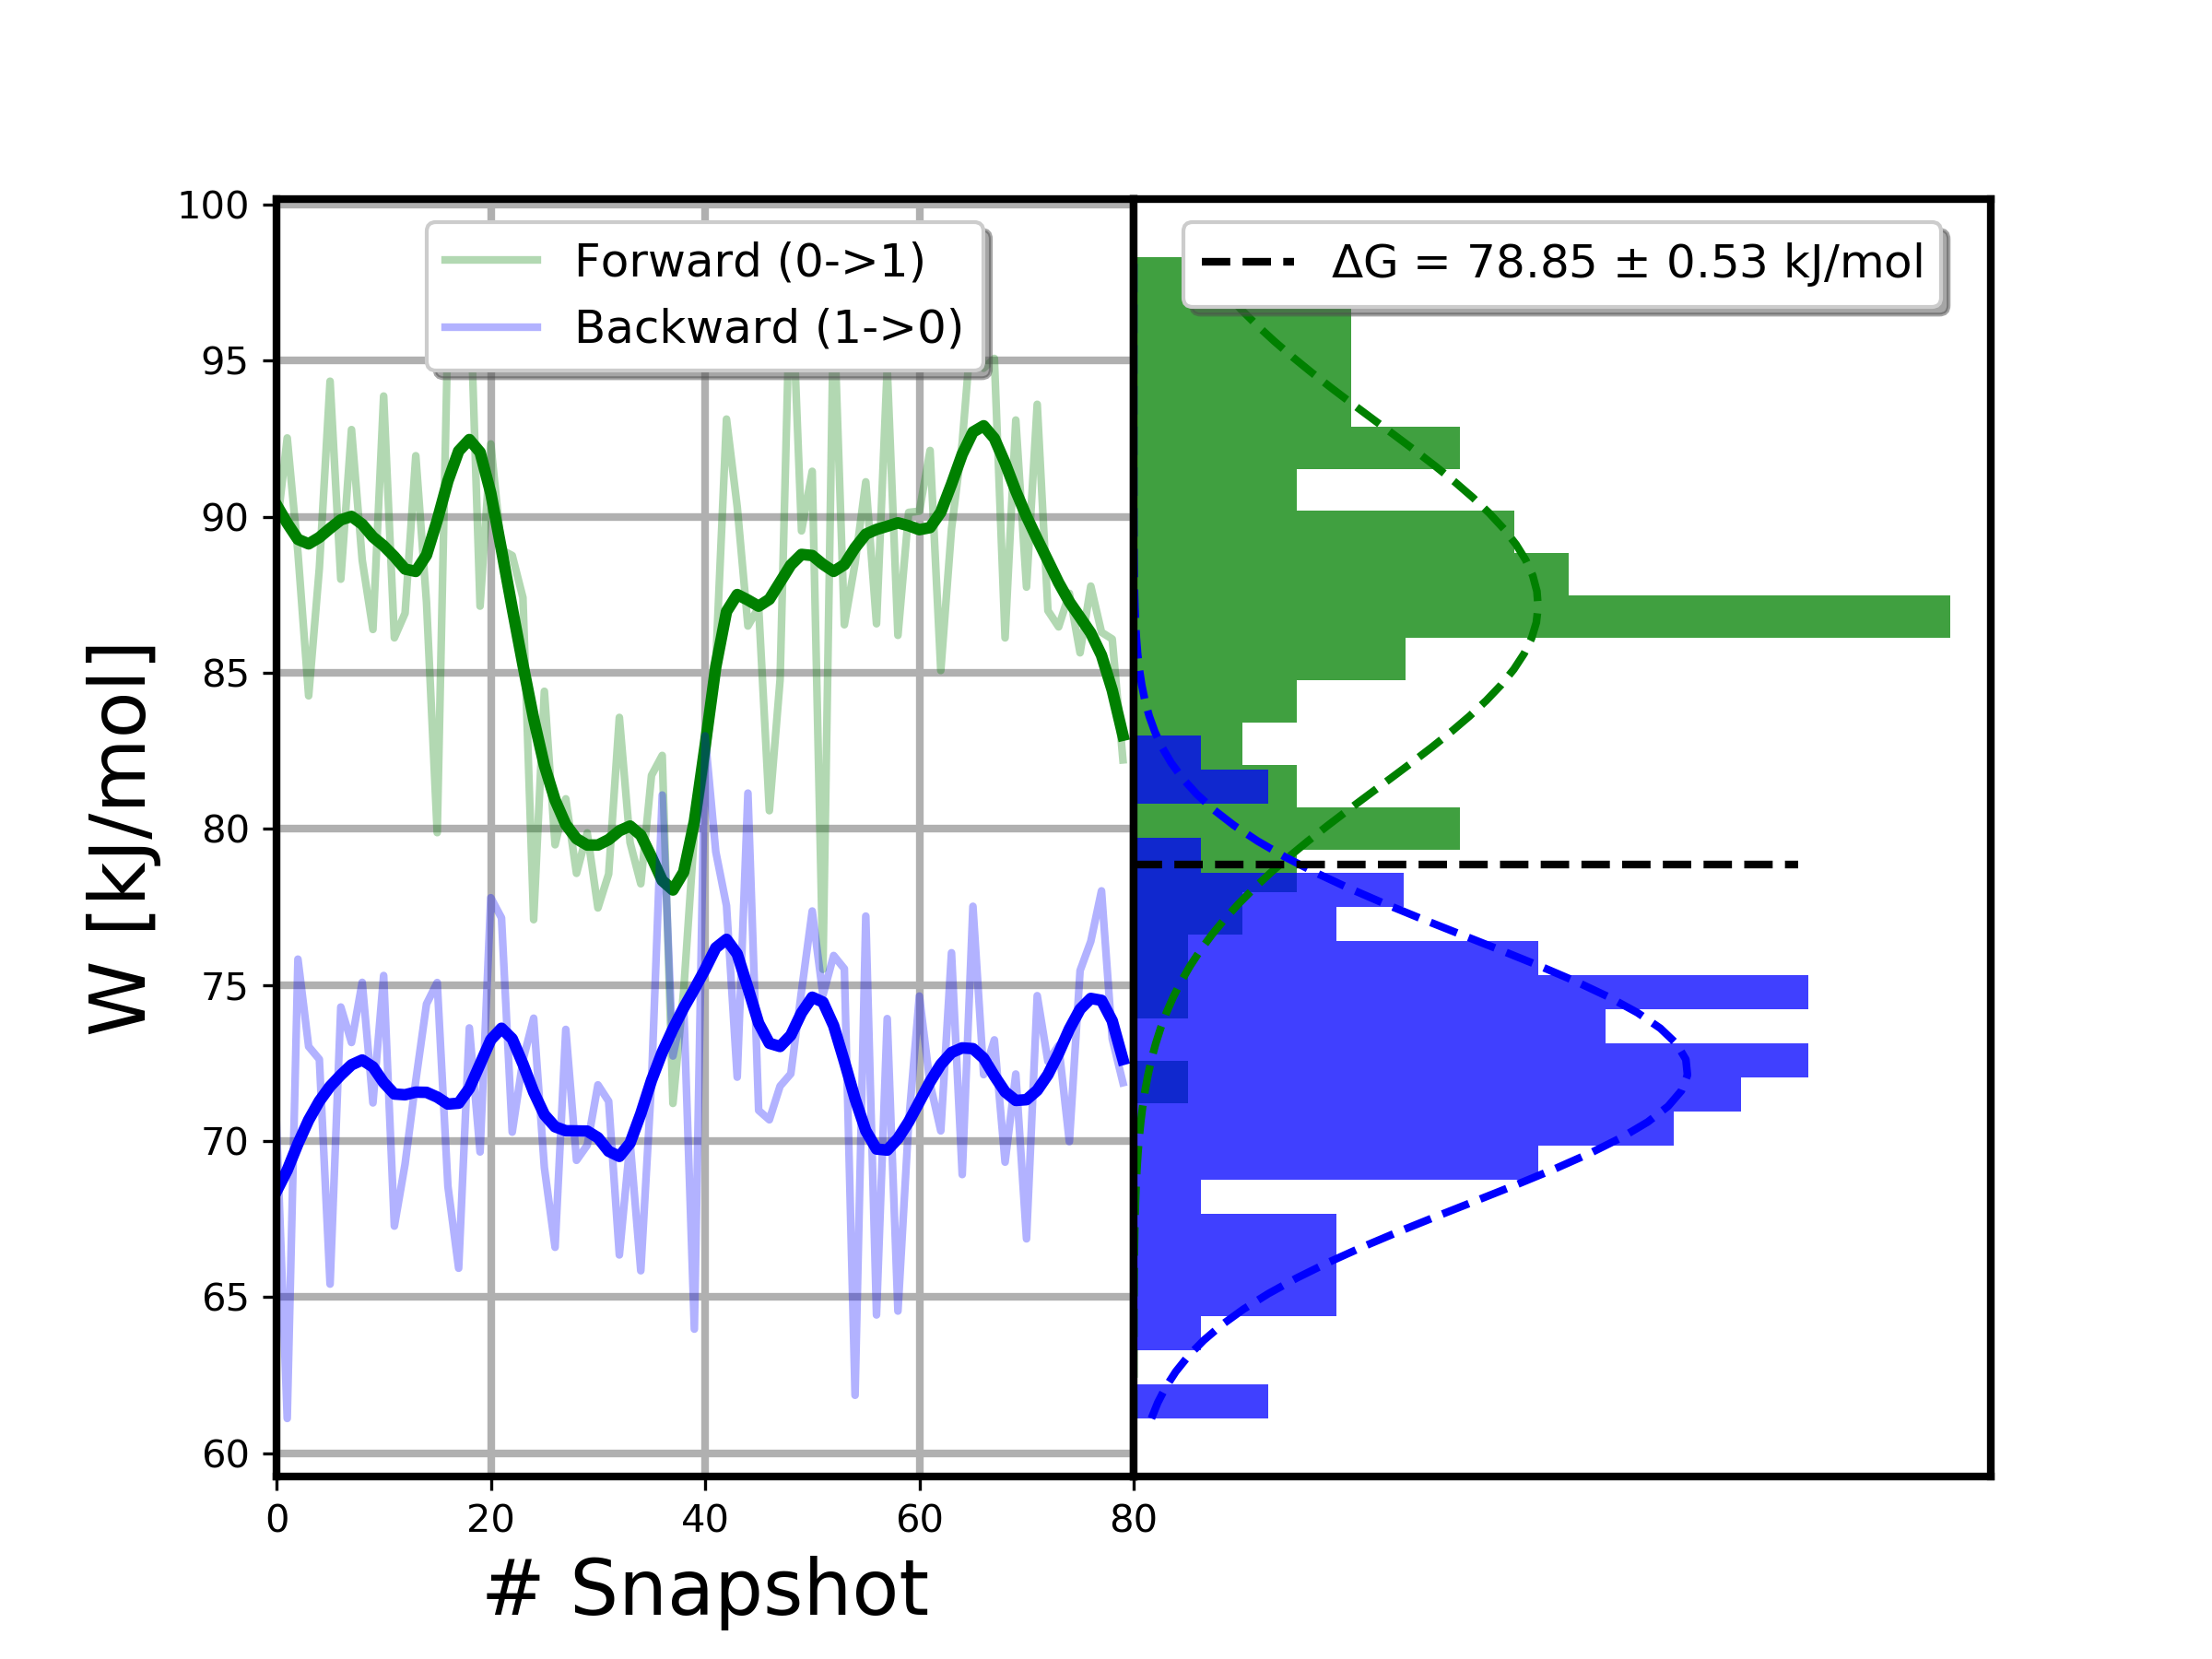 W [kJ/mol]
100
95
90
85
80
75
70
65
60
Forward (0->1)
Backward (1->0)
ΔG = 78.85 ± 0.53 kJ/mol
0 20 40 60 80
# Snapshot